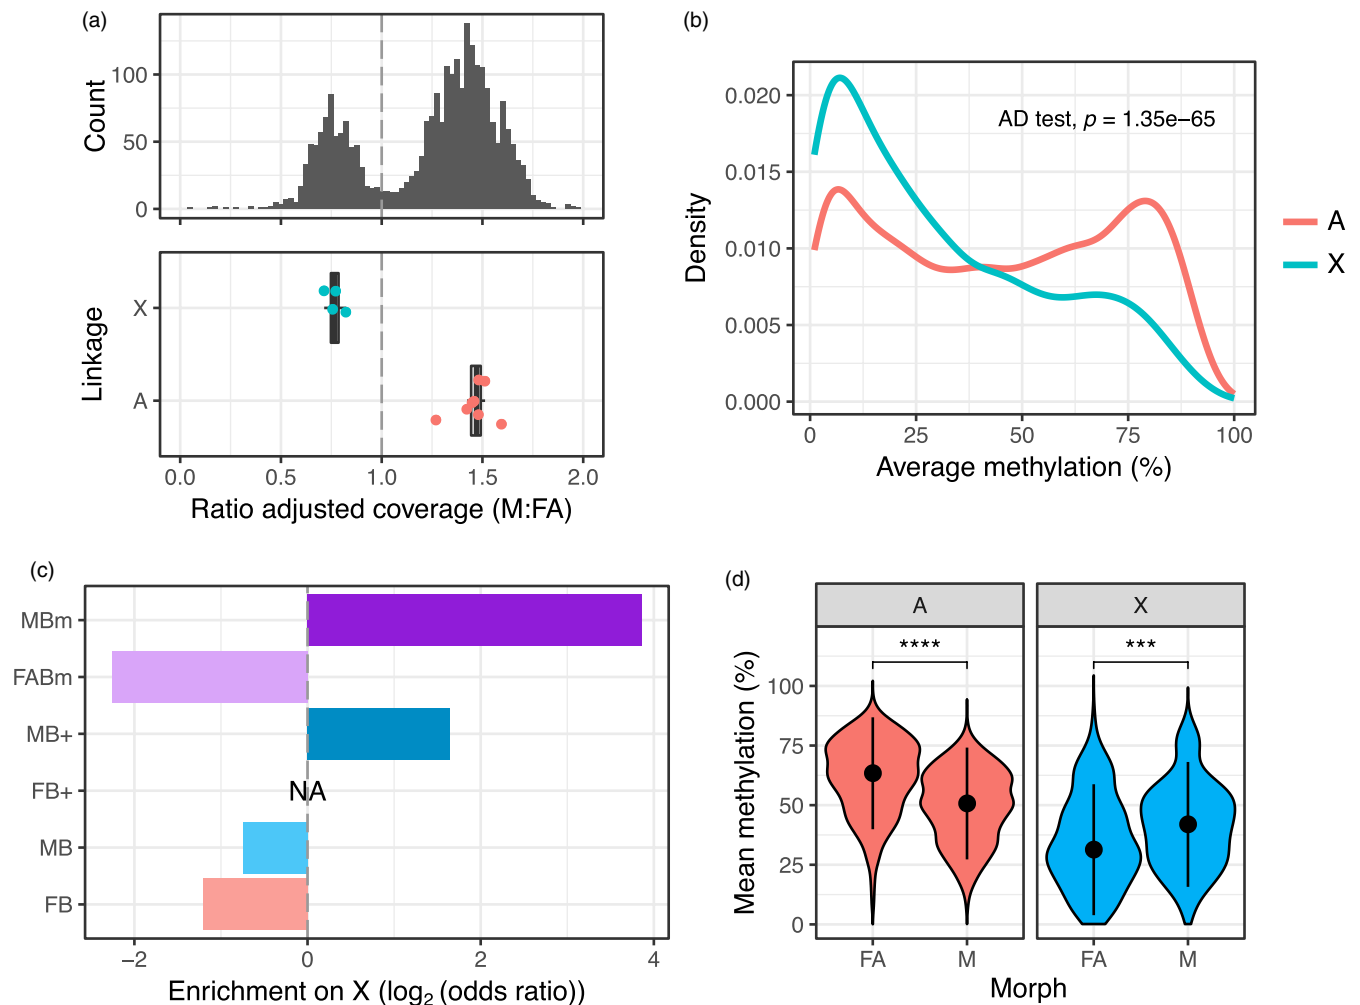 (a)
100
50
0
Count
X
A
Linkage
0.0 0.5 1.0 1.5 2.0
Ratio adjusted coverage (M:FA)
(b)
0.020
0.015
0.010
0.005
0.000
Density
AD test, p = 1.35e−65
0 25 50 75 100
Average methylation (%)
A
X
(c)
MBm
FABm
MB+
FB+
MB
FB
NA
−2 0 2 4
Enrichment on X (log₂ (odds ratio))
(d)
A X
**** ***
100
75
50
25
0
Mean methylation (%)
FA M FA M
Morph